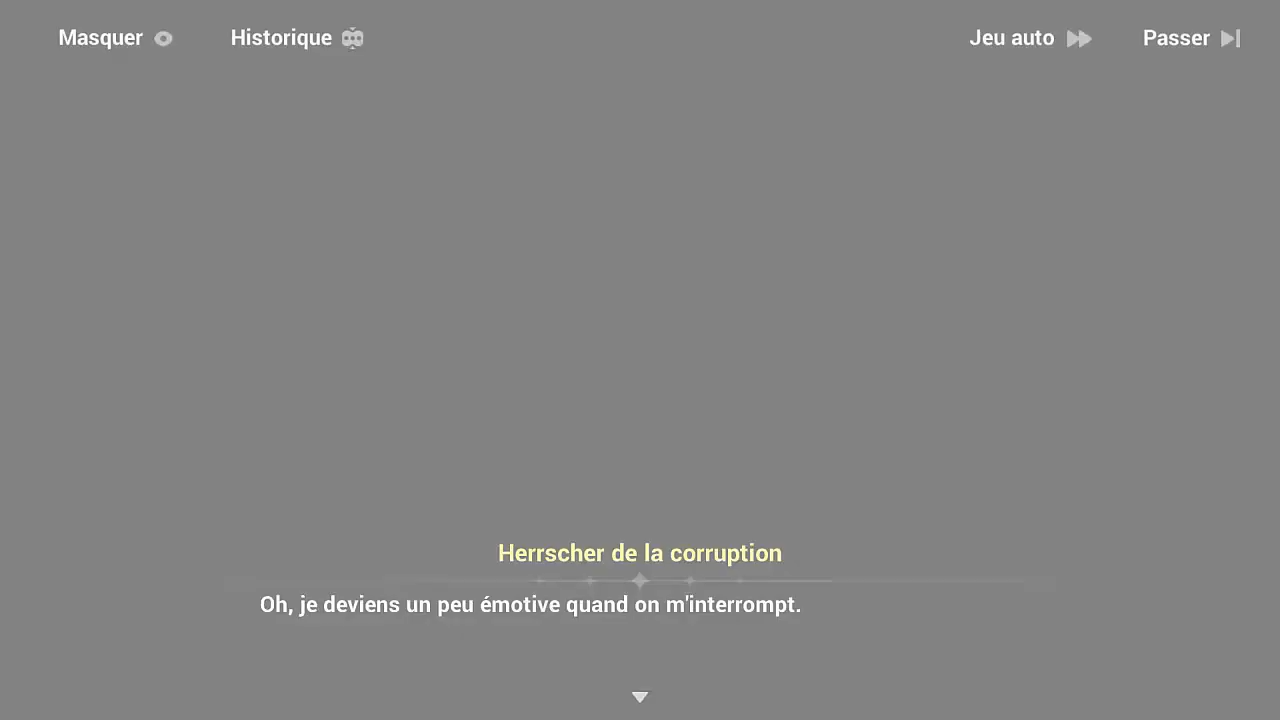 Masquer
Historique
Jeu auto
Passer
Herrscher de la corruption
Oh, je deviens un peu émotive quand on m'interrompt.